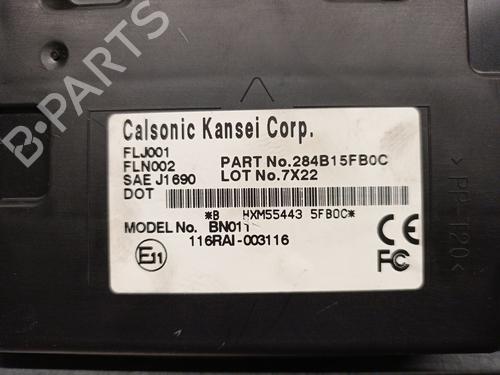 Calsonic Kansei Corp.
FLJ001
FLN002 PART No.284B15FB0C
SAE J1690 LOT No.7X22
DOT
*B HXM55443 5FB0C*
MODEL No. BN011
116RAI-003116
E11
CE
FC
>PP-T20<
B-PARTS